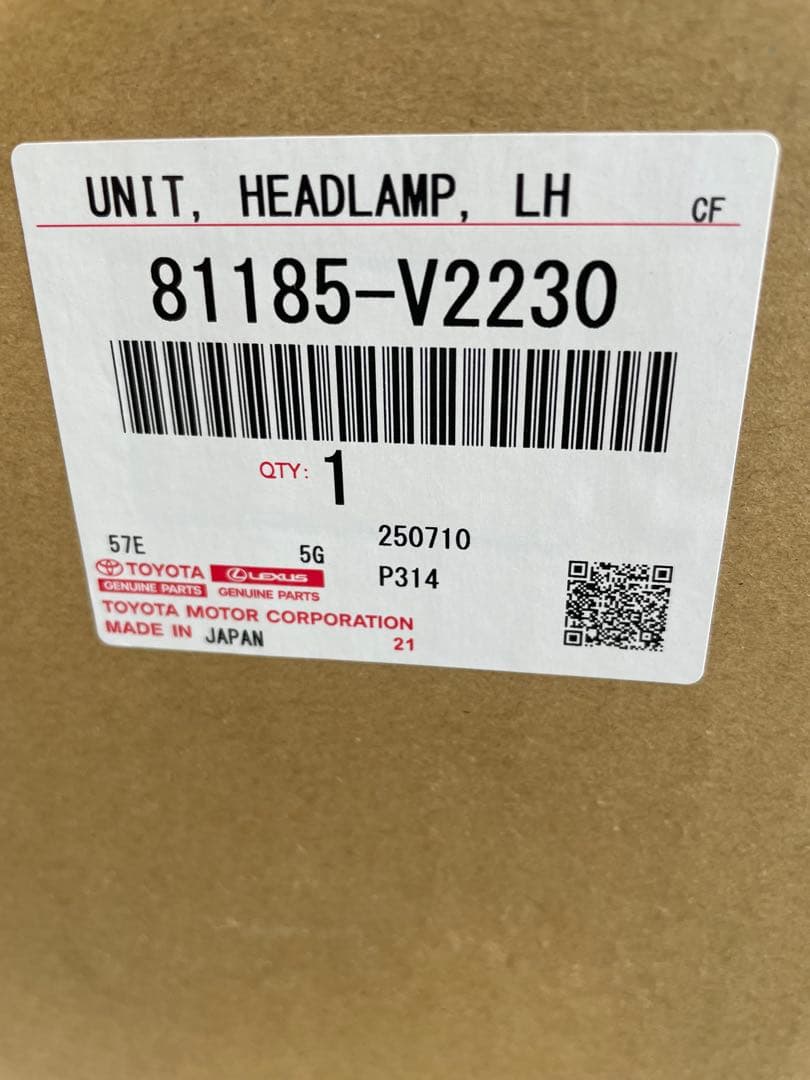 UNIT, HEADLAMP, LH CF
81185-V2230
QTY: 1
57E 5G 250710
TOYOTA LEXUS P314
GENUINE PARTS GENUINE PARTS
TOYOTA MOTOR CORPORATION
MADE IN JAPAN 21